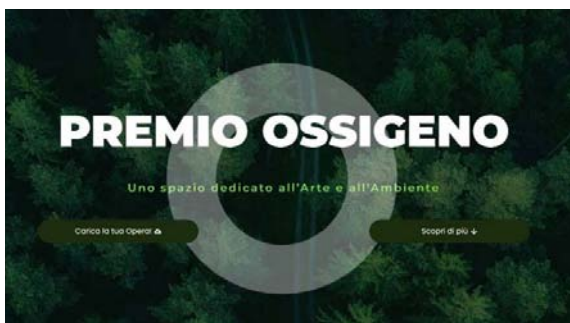 PREMIO OSSIGENO
Uno spazio dedicato all'Arte e all'Ambiente
Carica la tua Opera!
Scopri di più ↓